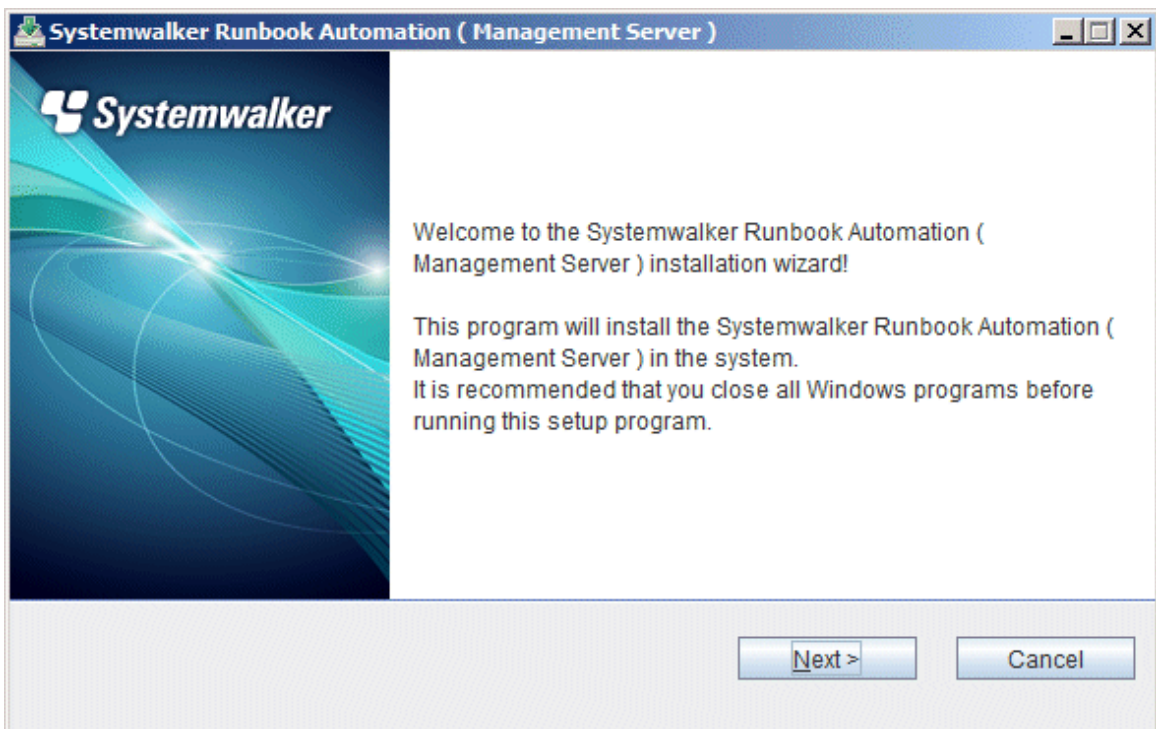 Systemwalker Runbook Automation ( Management Server )
Systemwalker
Welcome to the Systemwalker Runbook Automation (
Management Server ) installation wizard!
This program will install the Systemwalker Runbook Automation (
Management Server ) in the system.
It is recommended that you close all Windows programs before
running this setup program.
Next >
Cancel